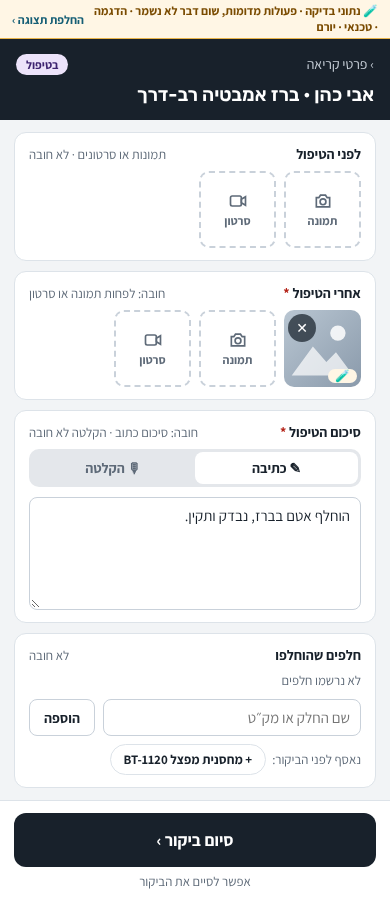 🧪 נתוני בדיקה · פעולות מדומות, שום דבר לא נשמר · הדגמה · טכנאי · יורם
החלפת תצוגה ›
› פרטי קריאה
בטיפול
אבי כהן • ברז אמבטיה רב-דרך
לפני הטיפול
תמונות או סרטונים · לא חובה
תמונה
סרטון
אחרי הטיפול *
חובה: לפחות תמונה או סרטון
✕
🧪
תמונה
סרטון
סיכום הטיפול *
חובה: סיכום כתוב · הקלטה לא חובה
✎ כתיבה
🎙 הקלטה
הוחלף אטם בברז, נבדק ותקין.
חלפים שהוחלפו
לא חובה
לא נרשמו חלפים
שם החלק או מק״ט
הוספה
נאסף לפני הביקור:
+ מחסנית מפצל BT-1120
סיום ביקור ›
אפשר לסיים את הביקור